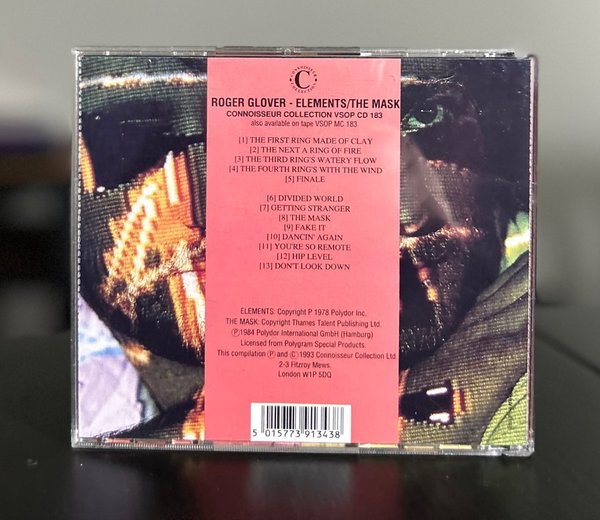 CONNOISSEUR
C
COLLECTION
ROGER GLOVER - ELEMENTS/THE MASK
CONNOISSEUR COLLECTION VSOP CD 183
also available on tape VSOP MC 183
[1] THE FIRST RING MADE OF CLAY
[2] THE NEXT A RING OF FIRE
[3] THE THIRD RING'S WATERY FLOW
[4] THE FOURTH RING'S WITH THE WIND
[5] FINALE
[6] DIVIDED WORLD
[7] GETTING STRANGER
[8] THE MASK
[9] FAKE IT
[10] DANCIN' AGAIN
[11] YOU'RE SO REMOTE
[12] HIP LEVEL
[13] DON'T LOOK DOWN
ELEMENTS: Copyright P 1978 Polydor Inc.
THE MASK: Copyright Thames Talent Publishing Ltd.
Ⓟ1984 Polydor International GmbH (Hamburg)
Licensed from Polygram Special Products.
This compilation Ⓟ and Ⓒ 1993 Connoisseur Collection Ltd
2-3 Fitzroy Mews.
London W1P 5DQ
5 015773 913438